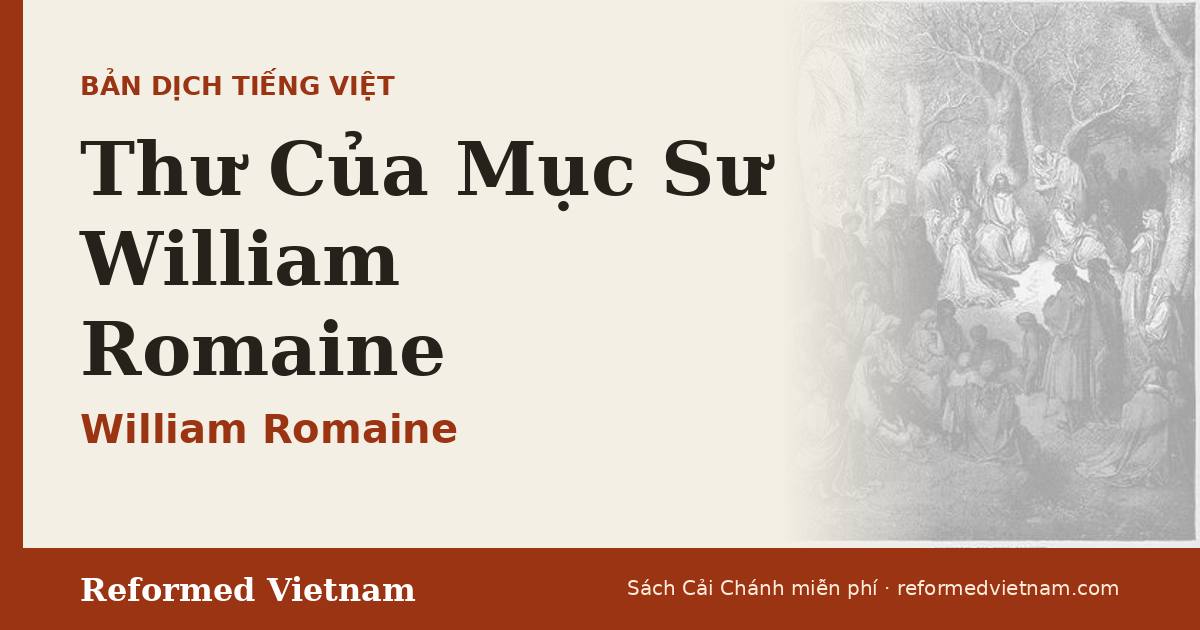 BẢN DỊCH TIẾNG VIỆT
Thư Của Mục Sư
William
Romaine
William Romaine
Reformed Vietnam
Sách Cải Chánh miễn phí · reformedvietnam.com